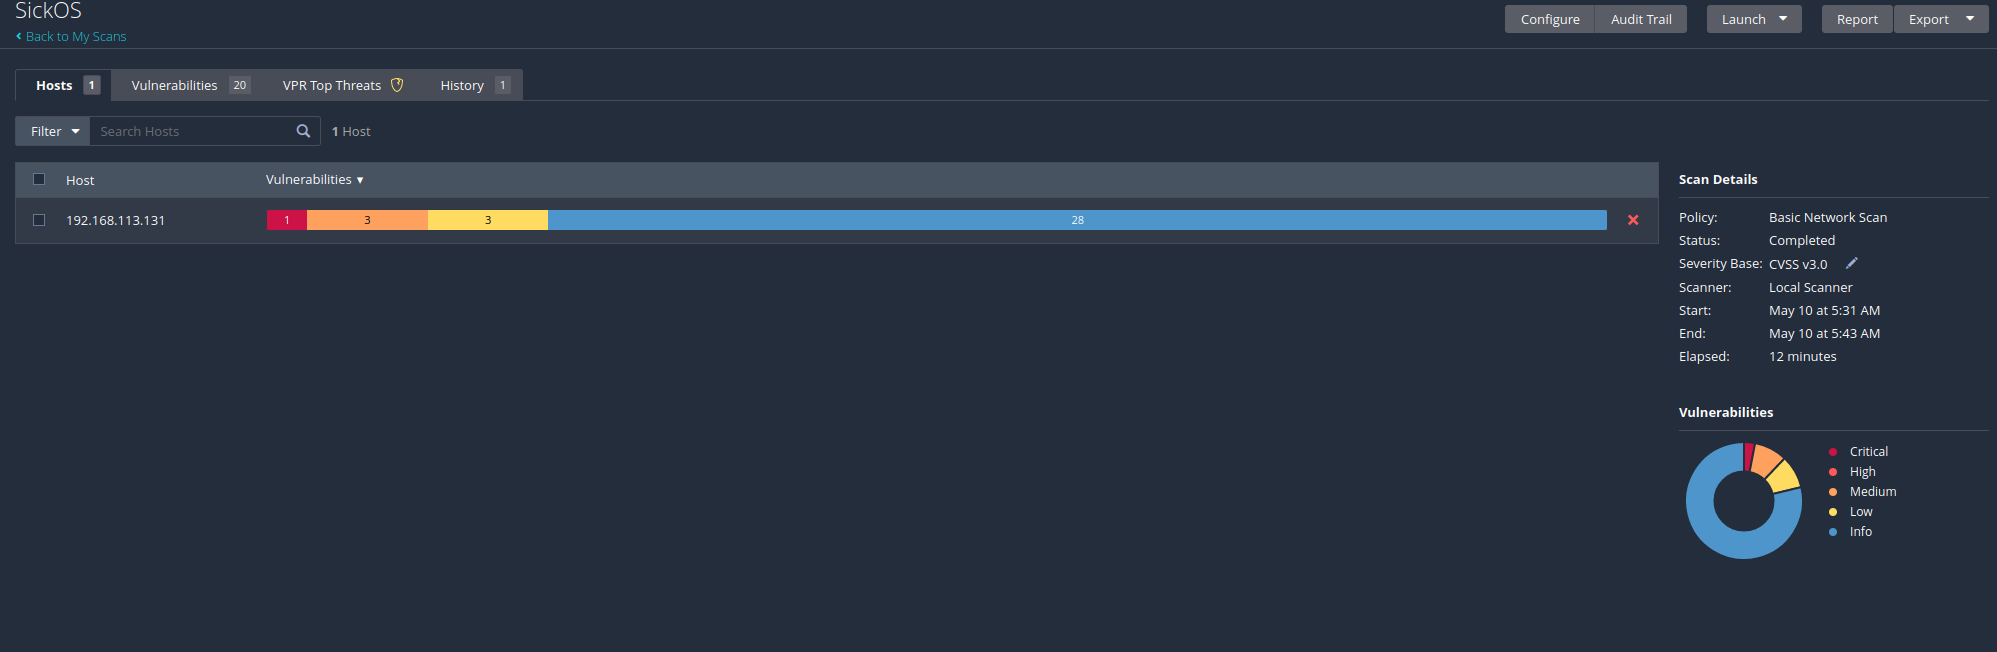 SickOS
Back to My Scans
Configure Audit Trail Launch Report Export
Hosts 1 Vulnerabilities 20 VPR Top Threats History 1
Filter Search Hosts 1 Host
Host Vulnerabilities
192.168.113.131 1 3 3 28
Scan Details
Policy: Basic Network Scan
Status: Completed
Severity Base: CVSS v3.0
Scanner: Local Scanner
Start: May 10 at 5:31 AM
End: May 10 at 5:43 AM
Elapsed: 12 minutes
Vulnerabilities
Critical
High
Medium
Low
Info